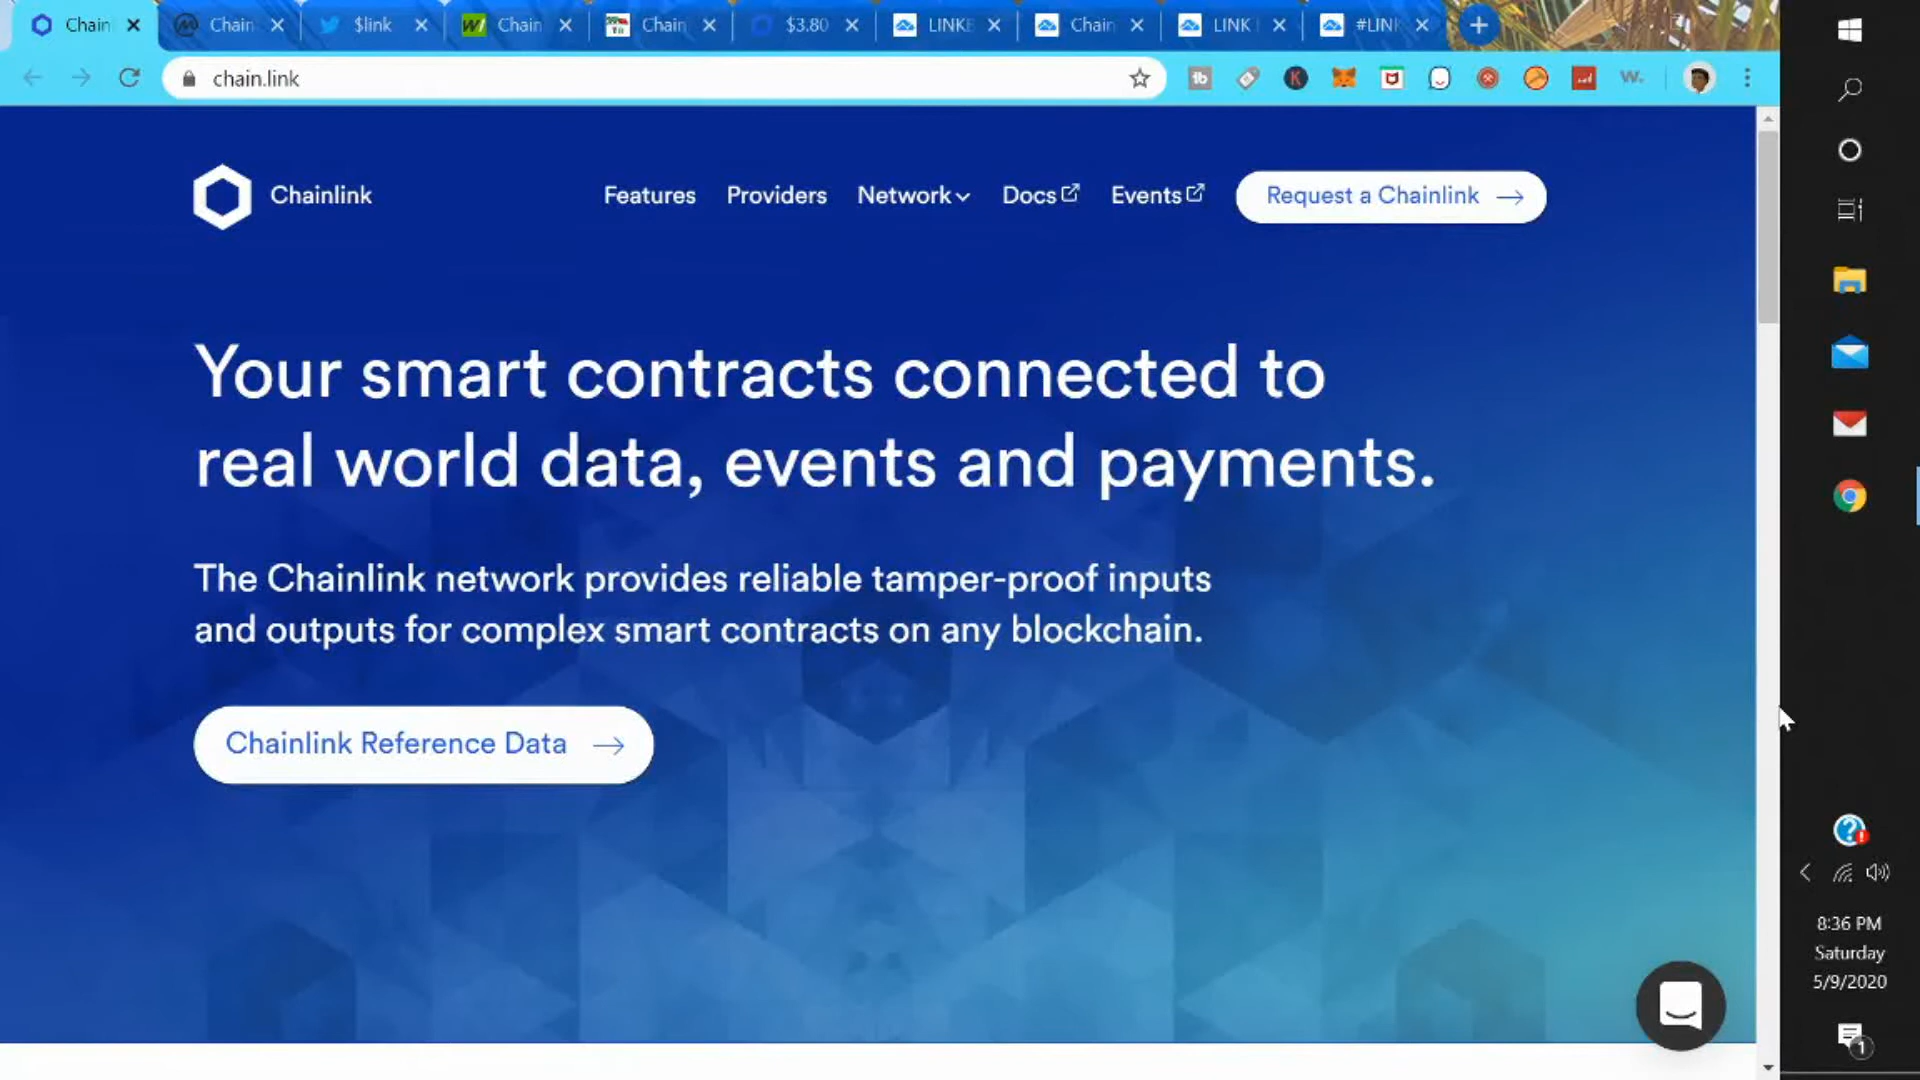 Chain
Chain
$link
Chain
Chain
$3.80
LINKE
Chain
LINK
#LINK
chain.link
Chainlink
Features
Providers
Network
Docs
Events
Request a Chainlink
Your smart contracts connected to
real world data, events and payments.
The Chainlink network provides reliable tamper-proof inputs
and outputs for complex smart contracts on any blockchain.
Chainlink Reference Data
8:36 PM
Saturday
5/9/2020
1